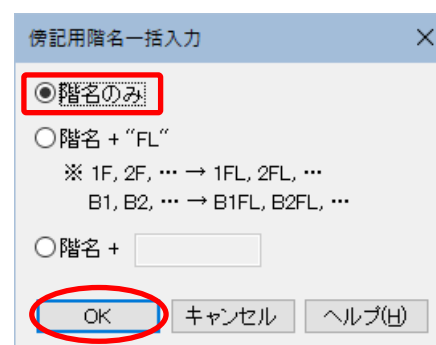 傍記用階名一括入力
階名のみ
階名 + "FL"
※ 1F, 2F, … → 1FL, 2FL, …
B1, B2, … → B1FL, B2FL, …
階名 +
OK キャンセル ヘルプ(H)